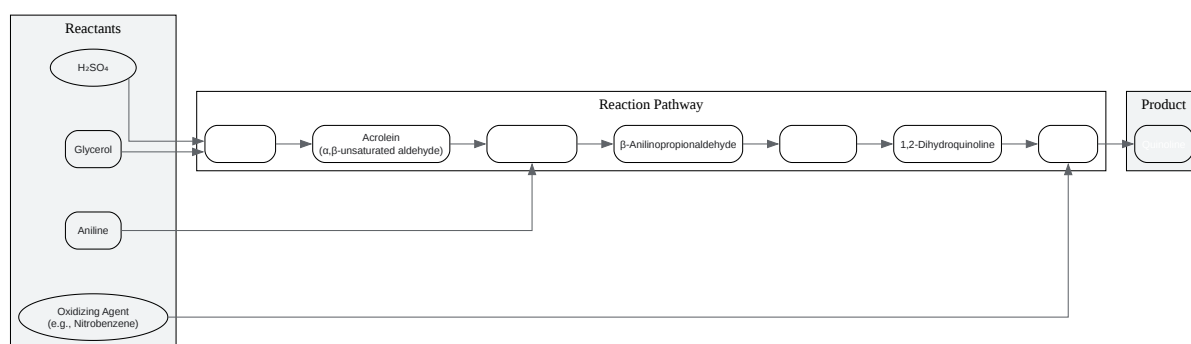 Reactants
H₂SO₄
Glycerol
Aniline
Oxidizing Agent
(e.g., Nitrobenzene)
Reaction Pathway
Acrolein
(α,β-unsaturated aldehyde)
β-Anilinopropionaldehyde
1,2-Dihydroquinoline
Product